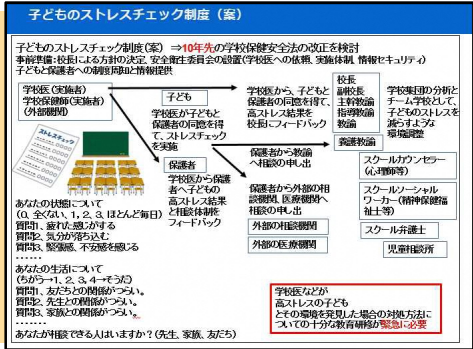 子どものストレスチェック制度（案）
子どものストレスチェック制度（案）⇒10年先の学校保健安全法の改正を検討
事前準備：校長による方針の決定、安全衛生委員会の設置（学校医への依頼、実施体制、情報セキュリティ）
子どもと保護者への制度周知と情報提供
学校医（実施者）
学校保健師（実施者）
（外部機関）
ストレスチェック
子ども
学校医が子どもと
保護者の同意を得
て、ストレスチェック
を実施
保護者
学校医から保護
者へ子どもの
高ストレス結果
と相談体制を
フィードバック
学校医から、子どもと
保護者の同意を得て、
高ストレス結果を
校長にフィードバック
保護者から教諭
へ相談の申し出
保護者から外部の相
談機関、医療機関へ
相談の申し出
外部の相談機関
外部の医療機関
校長
副校長
主幹教諭
指導教諭
教諭
養護教諭
スクールカウンセラー
（心理師等）
スクールソーシャル
ワーカー（精神保健福
祉士等）
スクール弁護士
児童相談所
学校集団の分析と
チーム学校として、
子どものストレスを
減らすような
環境調整
あなたの状態について
（0、全くない、1、2、3、ほとんど毎日）
質問1、疲れた感じがする
質問2、気分が落ち込む
質問3、緊張感、不安感を感じる
……
あなたの生活について
（ちがう→1、2、3、4→そうだ）
質問1、友だちとの関係がつらい。
質問2、先生との関係がつらい。
質問3、家族との関係がつらい。
……
あなたが相談できる人はいますか？（先生、家族、友だち）
学校医などが
高ストレスの子ども
とその環境を発見した場合の対処方法に
ついての十分な教育研修が緊急に必要